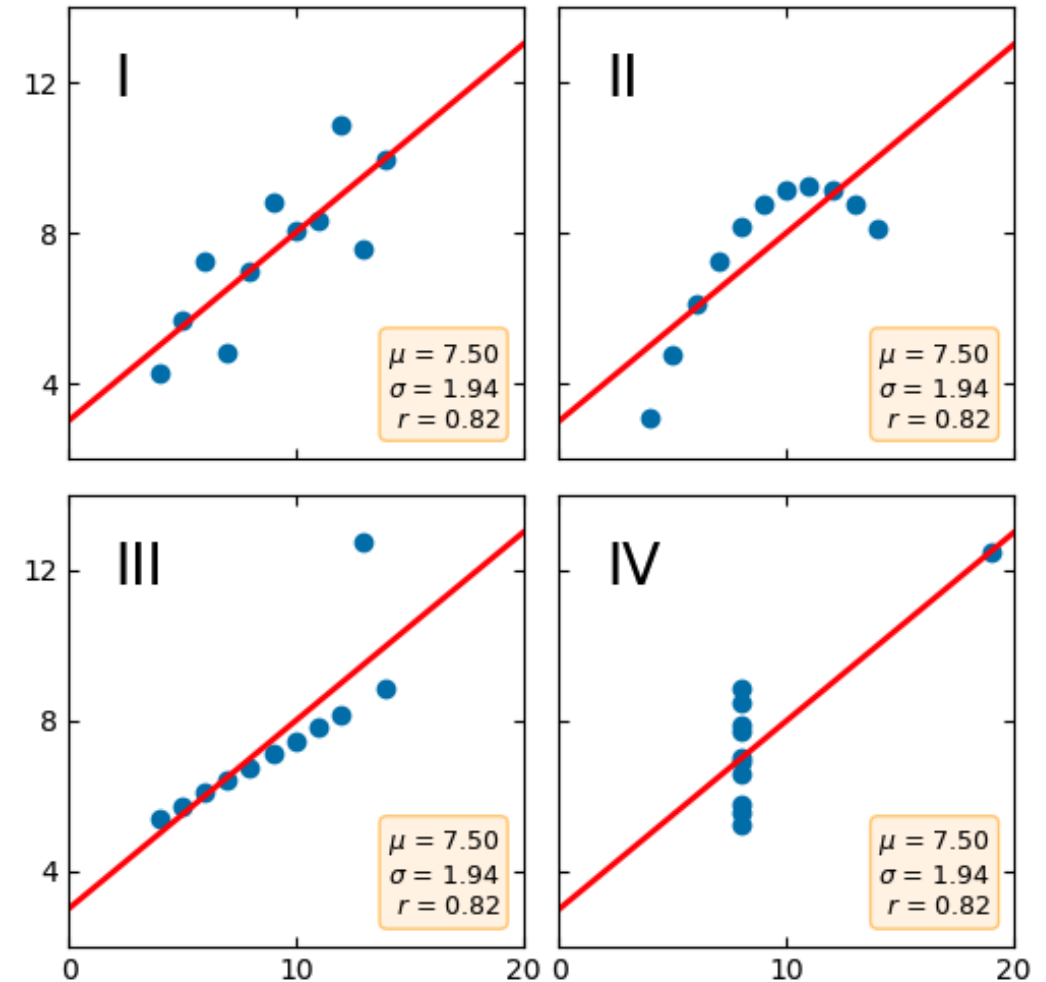 I
II
12
8
4
μ = 7.50
σ = 1.94
r = 0.82
μ = 7.50
σ = 1.94
r = 0.82
III
IV
12
8
4
μ = 7.50
σ = 1.94
r = 0.82
μ = 7.50
σ = 1.94
r = 0.82
0 10 20 0 10 20